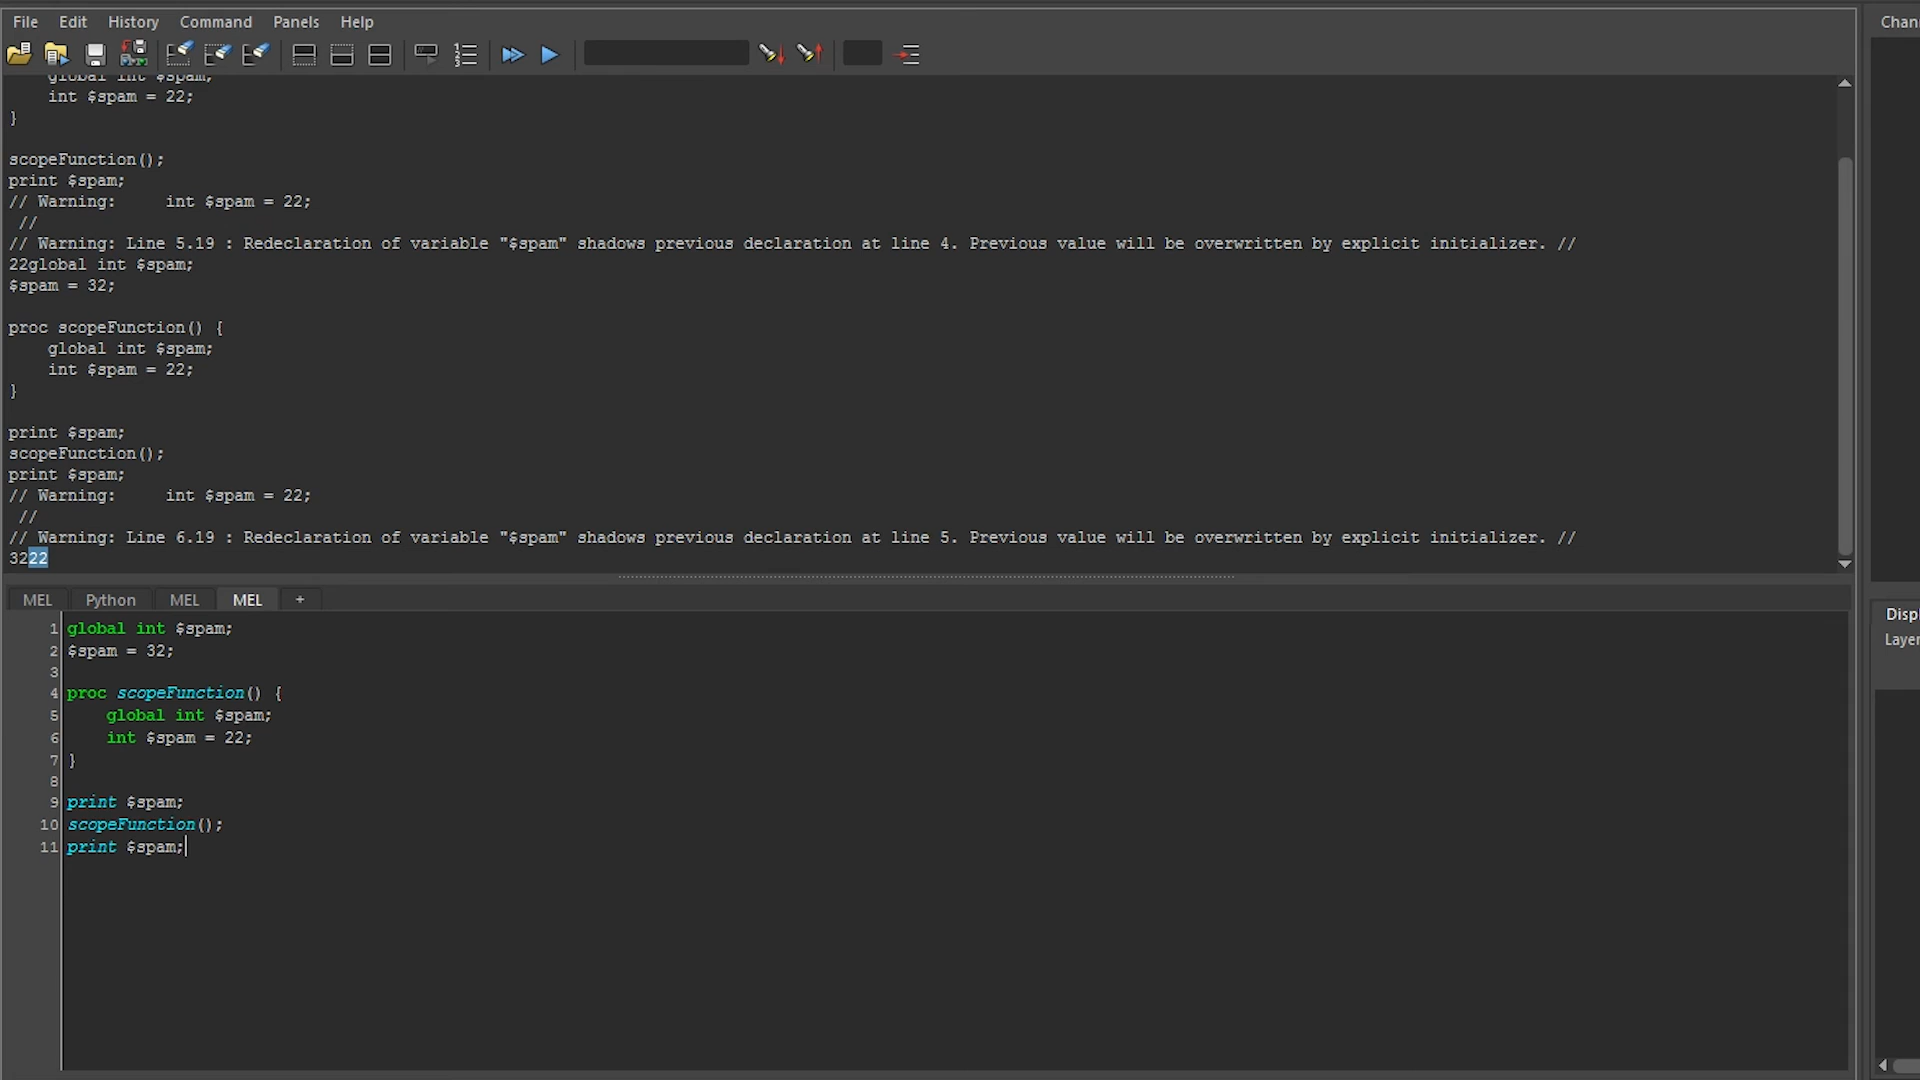 File Edit History Command Panels Help
Chan
global int $spam;
    int $spam = 22;
}
scopeFunction();
print $spam;
// Warning:     int $spam = 22;
 //
// Warning: Line 5.19 : Redeclaration of variable "$spam" shadows previous declaration at line 4. Previous value will be overwritten by explicit initializer. //
22global int $spam;
$spam = 32;
proc scopeFunction() {
    global int $spam;
    int $spam = 22;
}
print $spam;
scopeFunction();
print $spam;
// Warning:     int $spam = 22;
 //
// Warning: Line 6.19 : Redeclaration of variable "$spam" shadows previous declaration at line 5. Previous value will be overwritten by explicit initializer. //
3222
MEL Python MEL MEL +
1 global int $spam;
2 $spam = 32;
3
4 proc scopeFunction() {
5     global int $spam;
6     int $spam = 22;
7 }
8
9 print $spam;
10 scopeFunction();
11 print $spam;
Disp
Layer